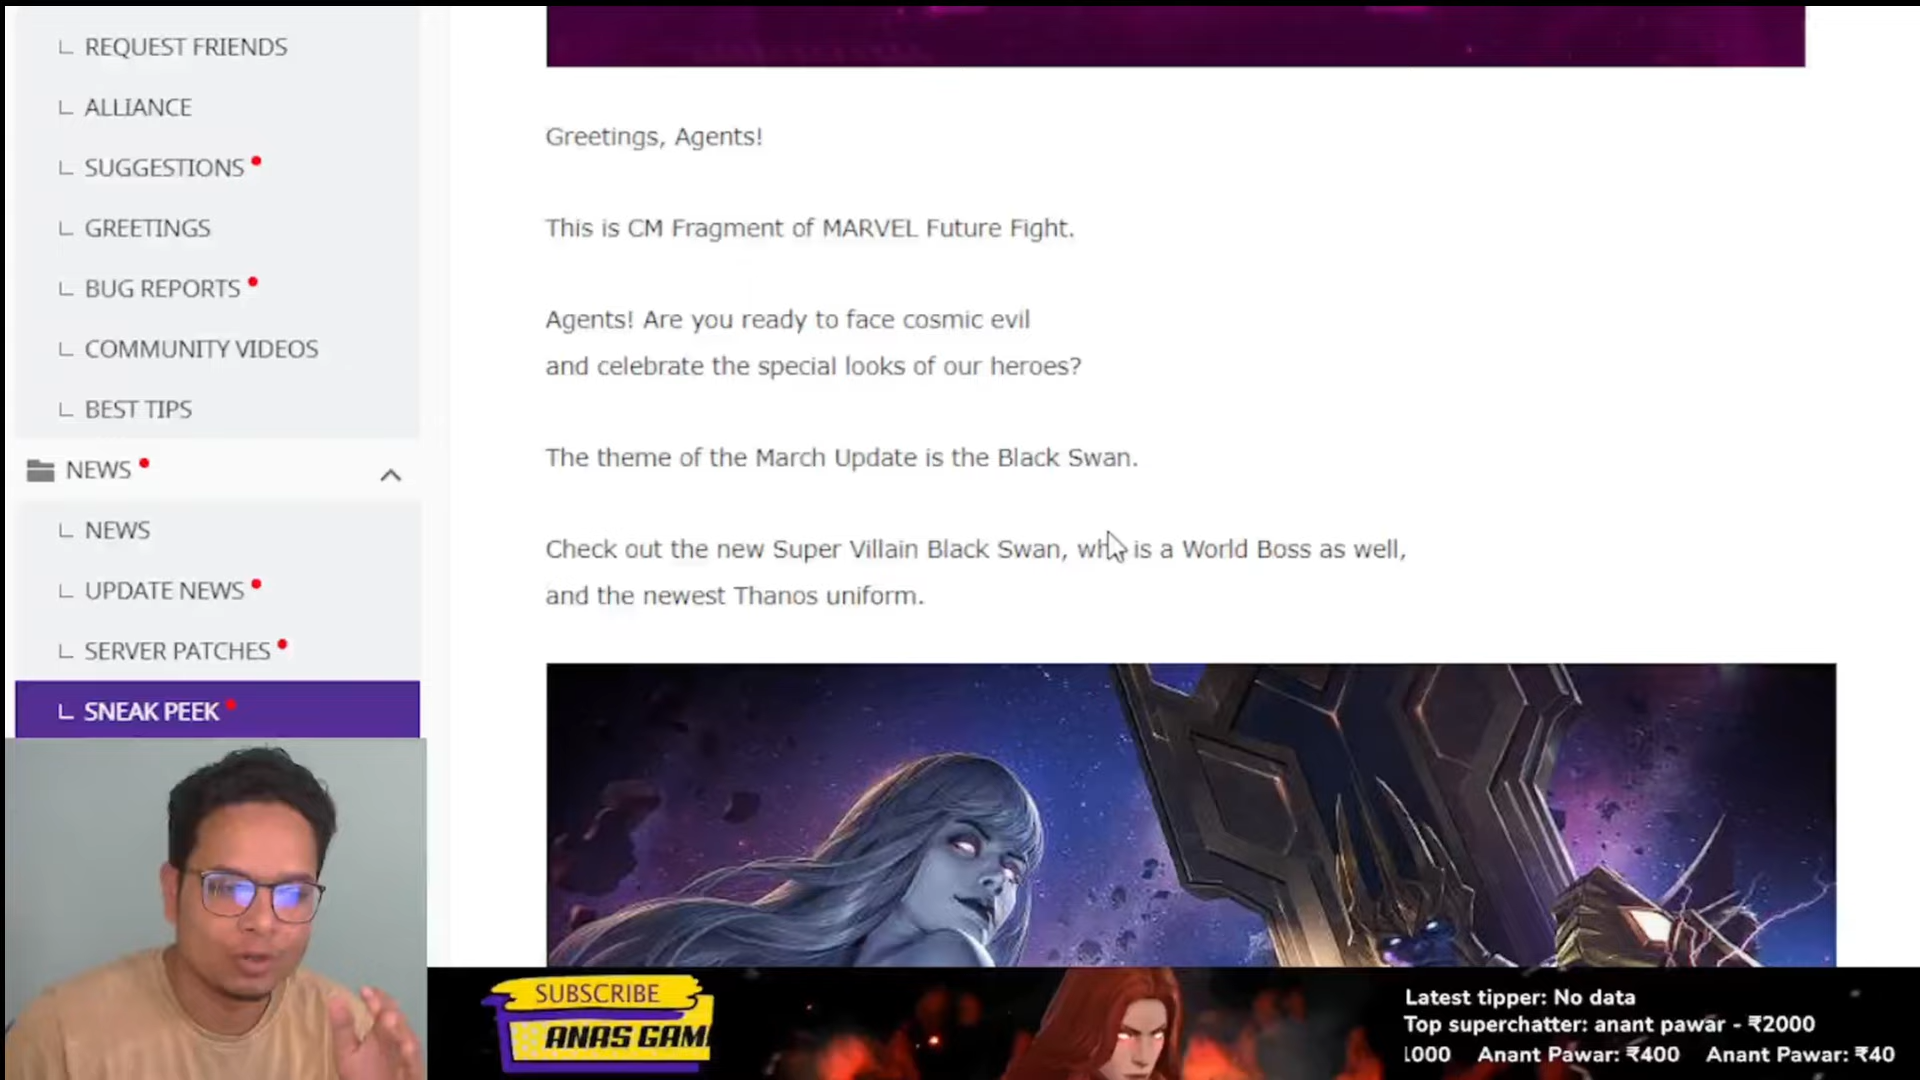 REQUEST FRIENDS
ALLIANCE
SUGGESTIONS
GREETINGS
BUG REPORTS
COMMUNITY VIDEOS
BEST TIPS
NEWS
NEWS
UPDATE NEWS
SERVER PATCHES
SNEAK PEEK
Greetings, Agents!
This is CM Fragment of MARVEL Future Fight.
Agents! Are you ready to face cosmic evil
and celebrate the special looks of our heroes?
The theme of the March Update is the Black Swan.
Check out the new Super Villain Black Swan, who is a World Boss as well,
and the newest Thanos uniform.
SUBSCRIBE
ANAS GAMI
Latest tipper: No data
Top superchatter: anant pawar - ₹2000
1000 Anant Pawar: ₹400 Anant Pawar: ₹40